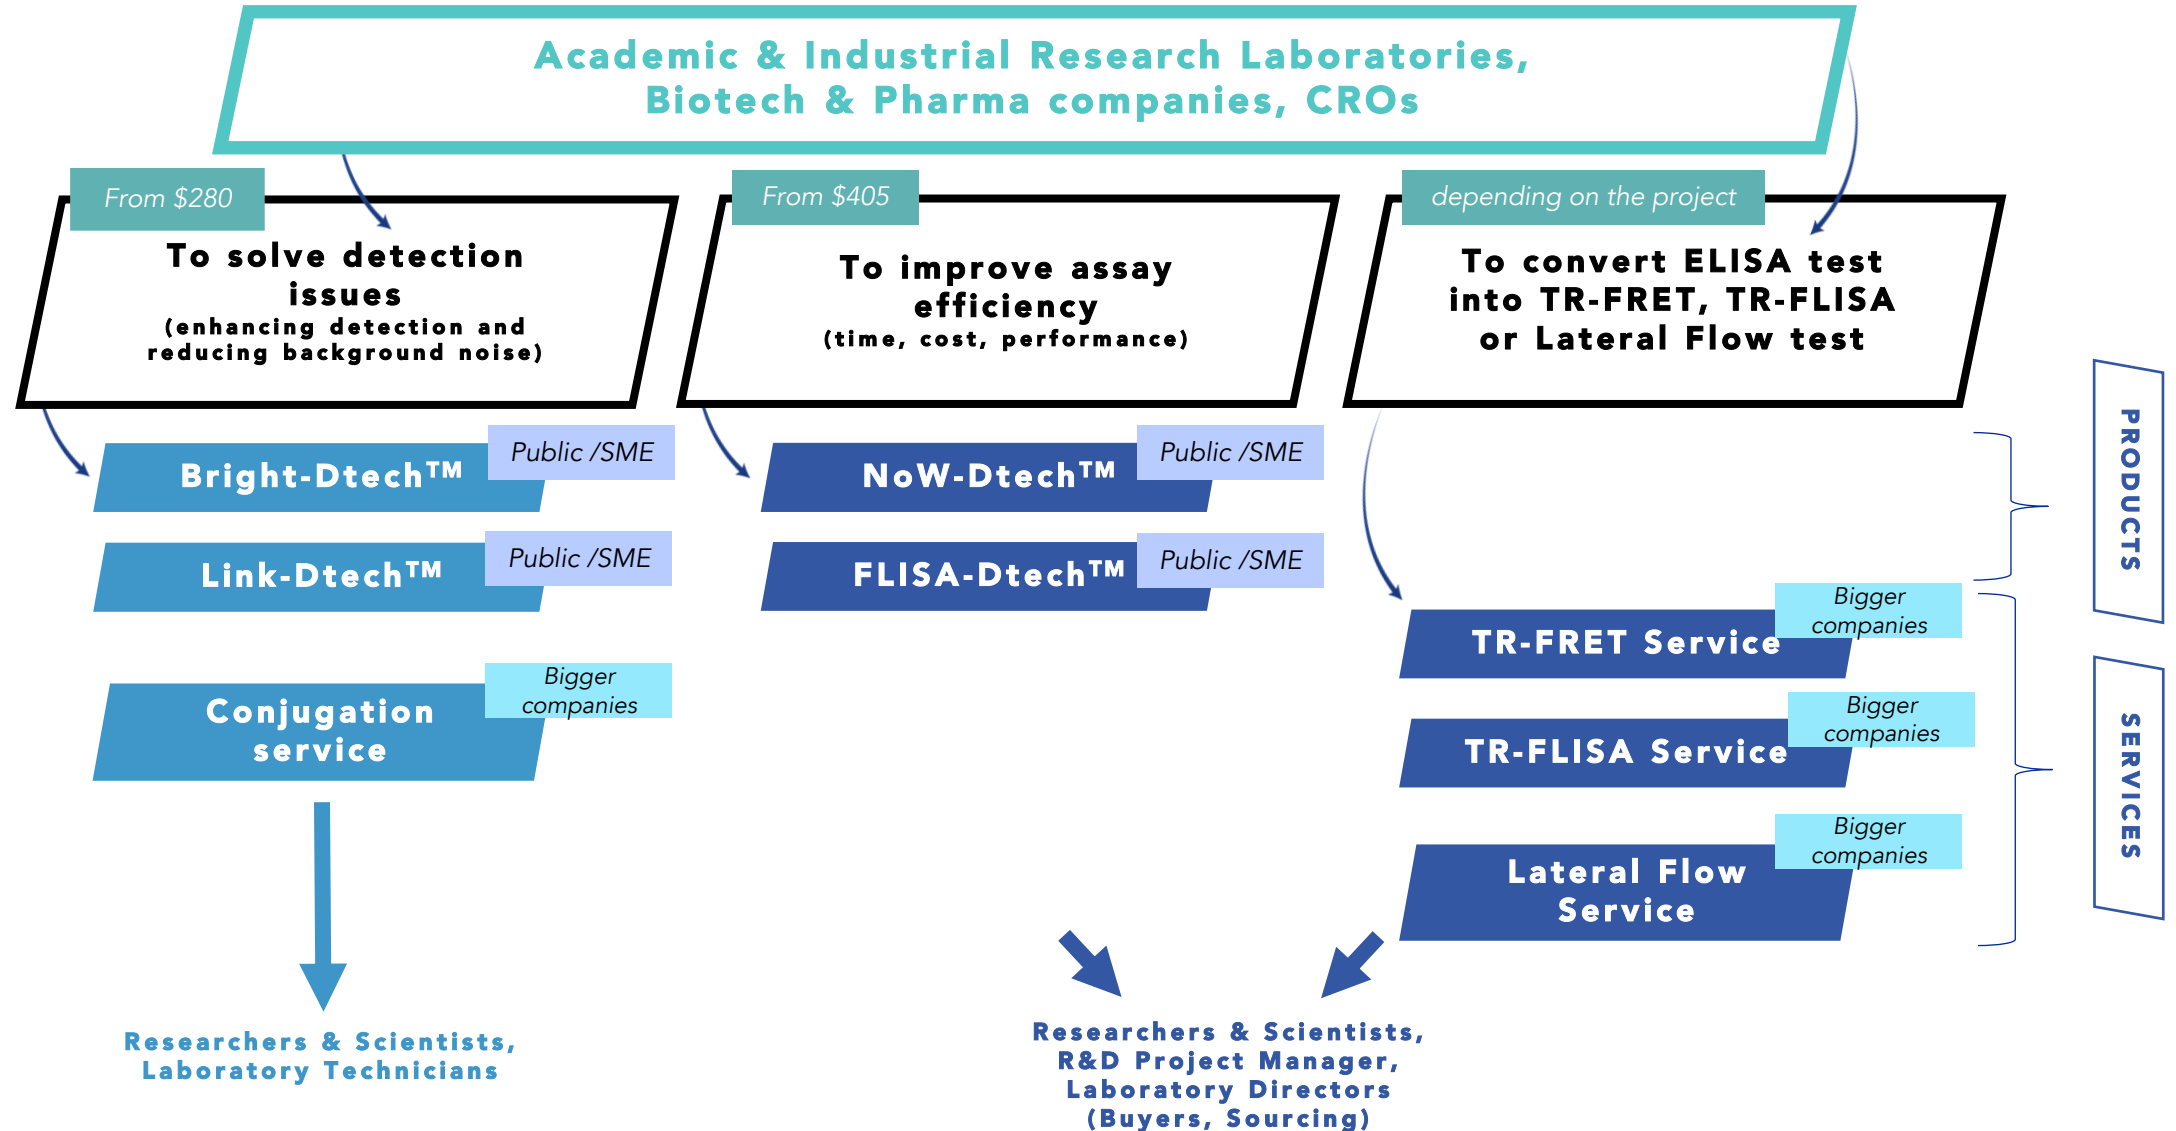 Academic & Industrial Research Laboratories,
Biotech & Pharma companies, CROs
From $280
To solve detection
issues
(enhancing detection and
reducing background noise)
Bright-Dtech™
Public /SME
Link-Dtech™
Public /SME
Conjugation
service
Bigger
companies
Researchers & Scientists,
Laboratory Technicians
From $405
To improve assay
efficiency
(time, cost, performance)
NoW-Dtech™
Public /SME
FLISA-Dtech™
Public /SME
depending on the project
To convert ELISA test
into TR-FRET, TR-FLISA
or Lateral Flow test
TR-FRET Service
Bigger
companies
TR-FLISA Service
Bigger
companies
Lateral Flow
Service
Bigger
companies
Researchers & Scientists,
R&D Project Manager,
Laboratory Directors
(Buyers, Sourcing)
PRODUCTS
SERVICES